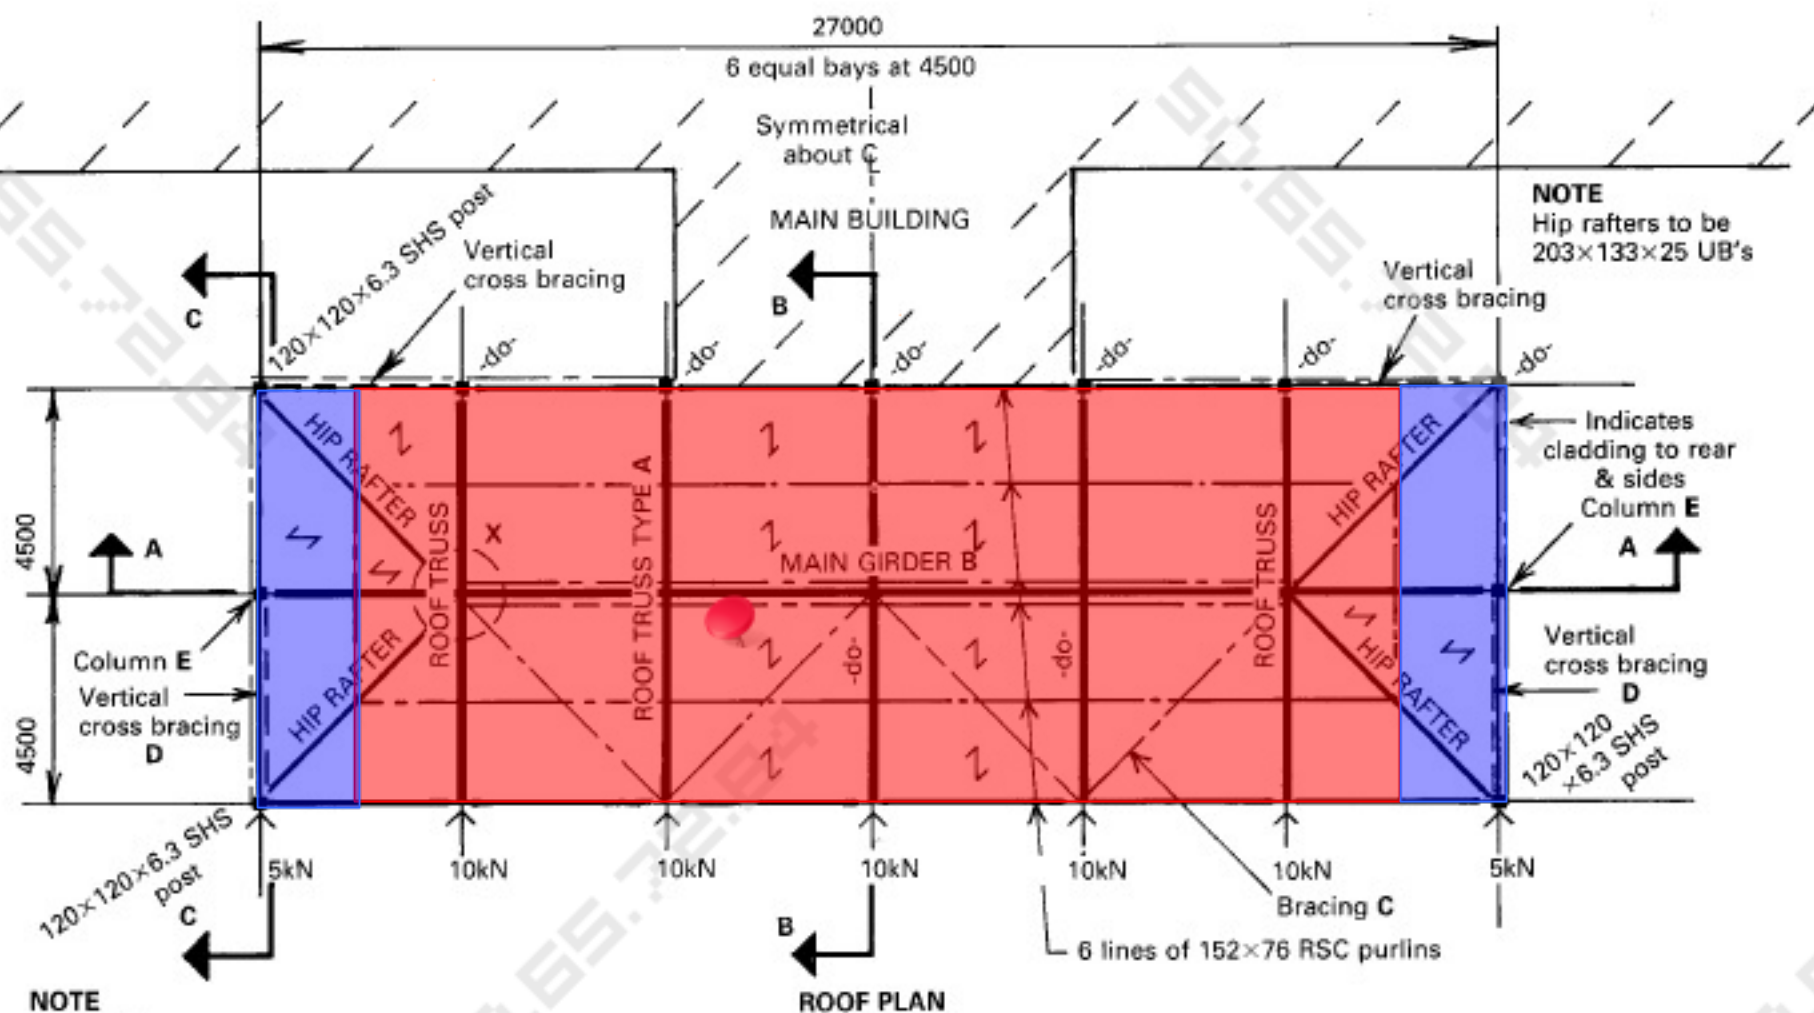 27000
6 equal bays at 4500
Symmetrical
about C̵L
MAIN BUILDING
NOTE
Hip rafters to be
203×133×25 UB's
120×120×6.3 SHS post
Vertical
cross bracing
Vertical
cross bracing
C
B
-do-
-do-
-do-
-do-
-do-
-do-
Indicates
cladding to rear
& sides
Column E
HIP RAFTER
HIP RAFTER
4500
A
ROOF TRUSS
X
ROOF TRUSS TYPE A
MAIN GIRDER B
ROOF TRUSS
A
Column E
Vertical
cross bracing
D
HIP RAFTER
-do-
-do-
HIP RAFTER
Vertical
cross bracing
D
4500
120×120
×6.3 SHS
post
120×120×6.3 SHS
post
5kN
10kN
10kN
10kN
10kN
10kN
5kN
C
B
Bracing C
6 lines of 152×76 RSC purlins
NOTE
ROOF PLAN